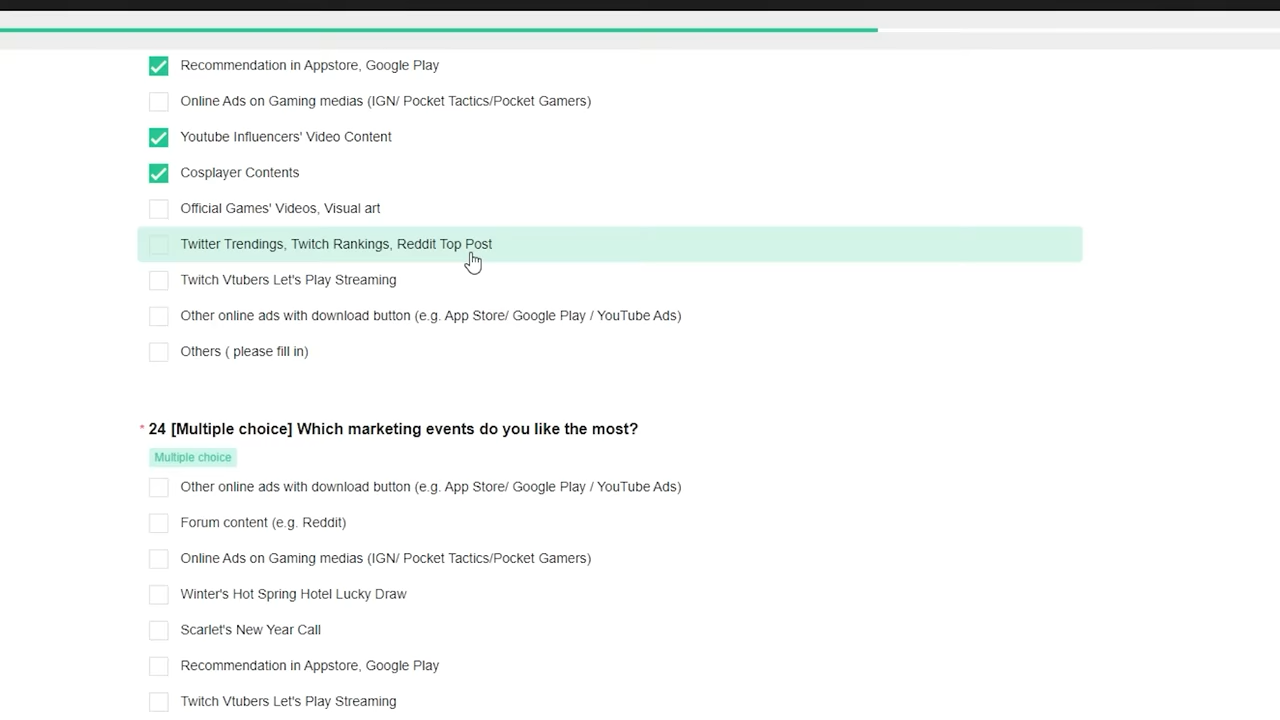 Recommendation in Appstore, Google Play
Online Ads on Gaming medias (IGN/ Pocket Tactics/Pocket Gamers)
Youtube Influencers' Video Content
Cosplayer Contents
Official Games' Videos, Visual art
Twitter Trendings, Twitch Rankings, Reddit Top Post
Twitch Vtubers Let's Play Streaming
Other online ads with download button (e.g. App Store/ Google Play / YouTube Ads)
Others ( please fill in)
* 24 [Multiple choice] Which marketing events do you like the most?
Multiple choice
Other online ads with download button (e.g. App Store/ Google Play / YouTube Ads)
Forum content (e.g. Reddit)
Online Ads on Gaming medias (IGN/ Pocket Tactics/Pocket Gamers)
Winter's Hot Spring Hotel Lucky Draw
Scarlet's New Year Call
Recommendation in Appstore, Google Play
Twitch Vtubers Let's Play Streaming